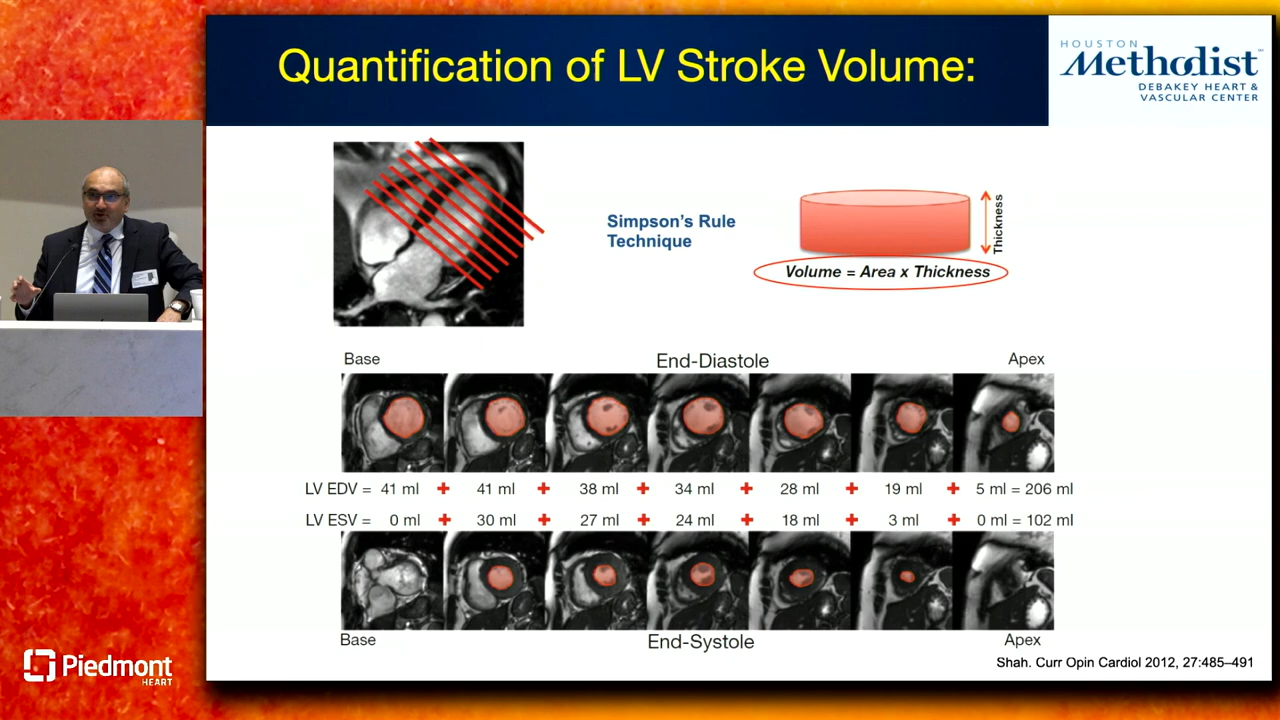 Quantification of LV Stroke Volume:
HOUSTON
Methodist
DEBAKEY HEART &
VASCULAR CENTER
Simpson's Rule
Technique
Thickness
Volume = Area x Thickness
Base
End-Diastole
Apex
LV EDV = 41 ml + 41 ml + 38 ml + 34 ml + 28 ml + 19 ml + 5 ml = 206 ml
LV ESV = 0 ml + 30 ml + 27 ml + 24 ml + 18 ml + 3 ml + 0 ml = 102 ml
Base
End-Systole
Apex
Shah. Curr Opin Cardiol 2012, 27:485–491
Piedmont
HEART